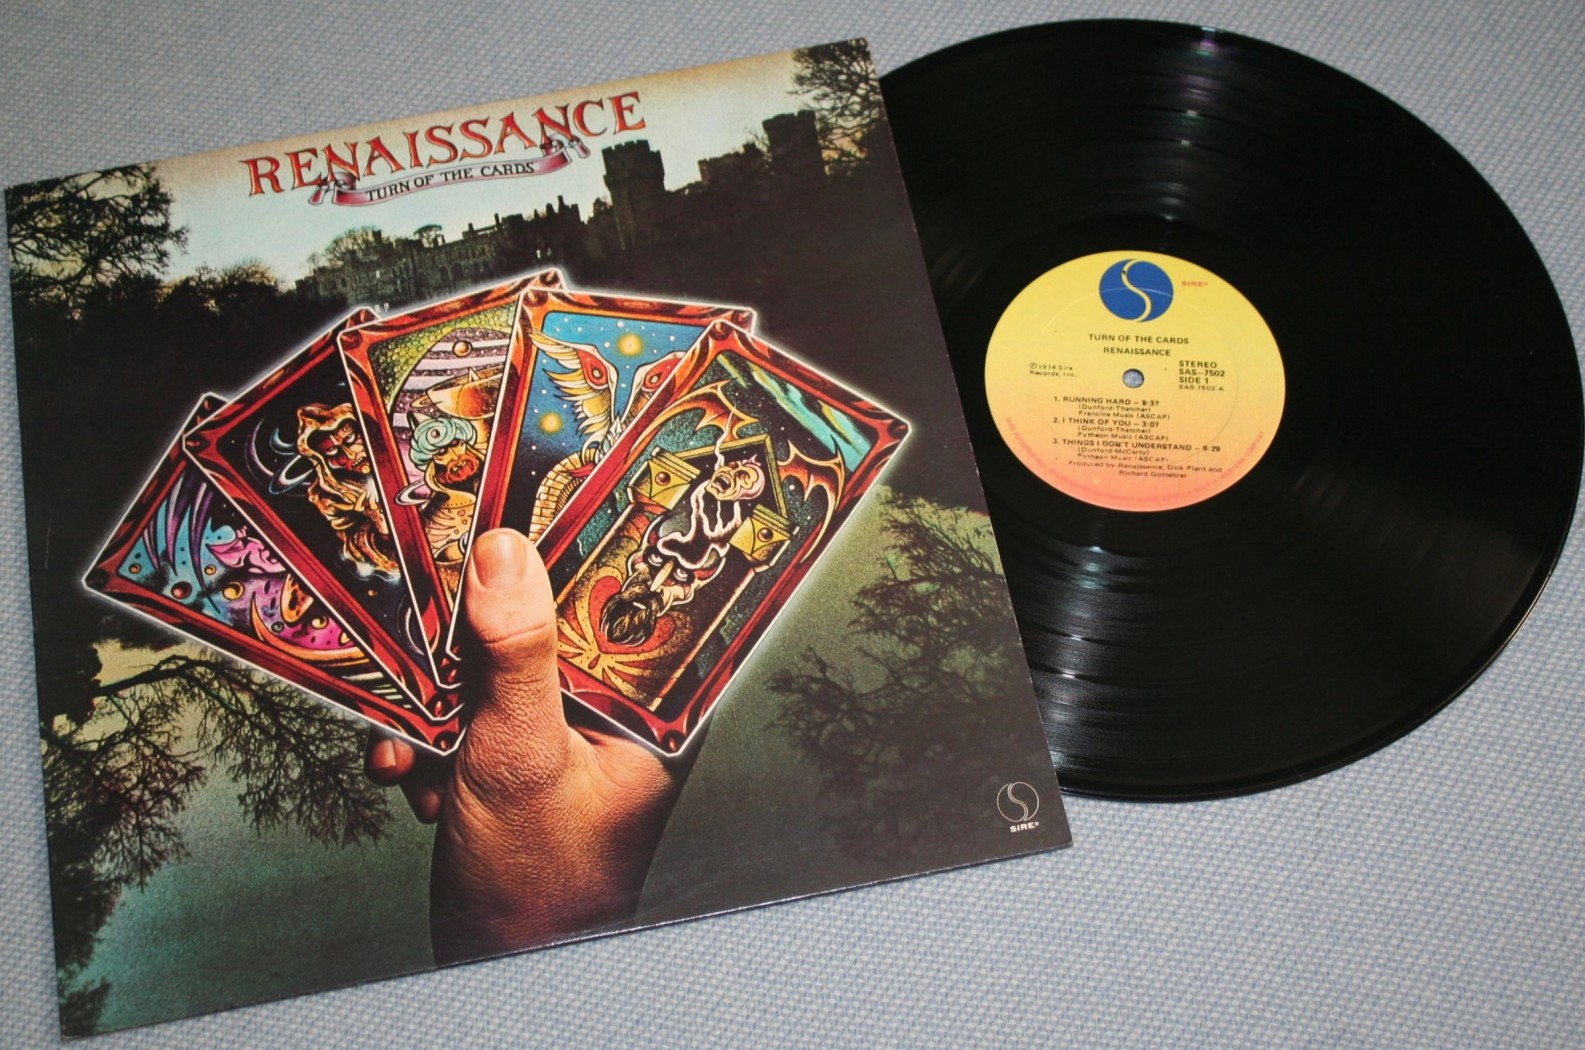 RENAISSANCE
TURN OF THE CARDS
SIRE®
SIRE®
TURN OF THE CARDS
RENAISSANCE
℗1974 Sire
Records, Inc.
STEREO
SAS-7502
SIDE 1
SAS 7502 A
1. RUNNING HARD – 9:37
(Dunford-Thatcher)
Francine Music (ASCAP)
2. I THINK OF YOU – 3:07
(Dunford-Thatcher)
Pytheon Music (ASCAP)
3. THINGS I DON'T UNDERSTAND – 9:29
(Dunford-McCarty)
Pytheon Music (ASCAP)
Produced by Renaissance, Dick Plant and
Richard Gottehrer